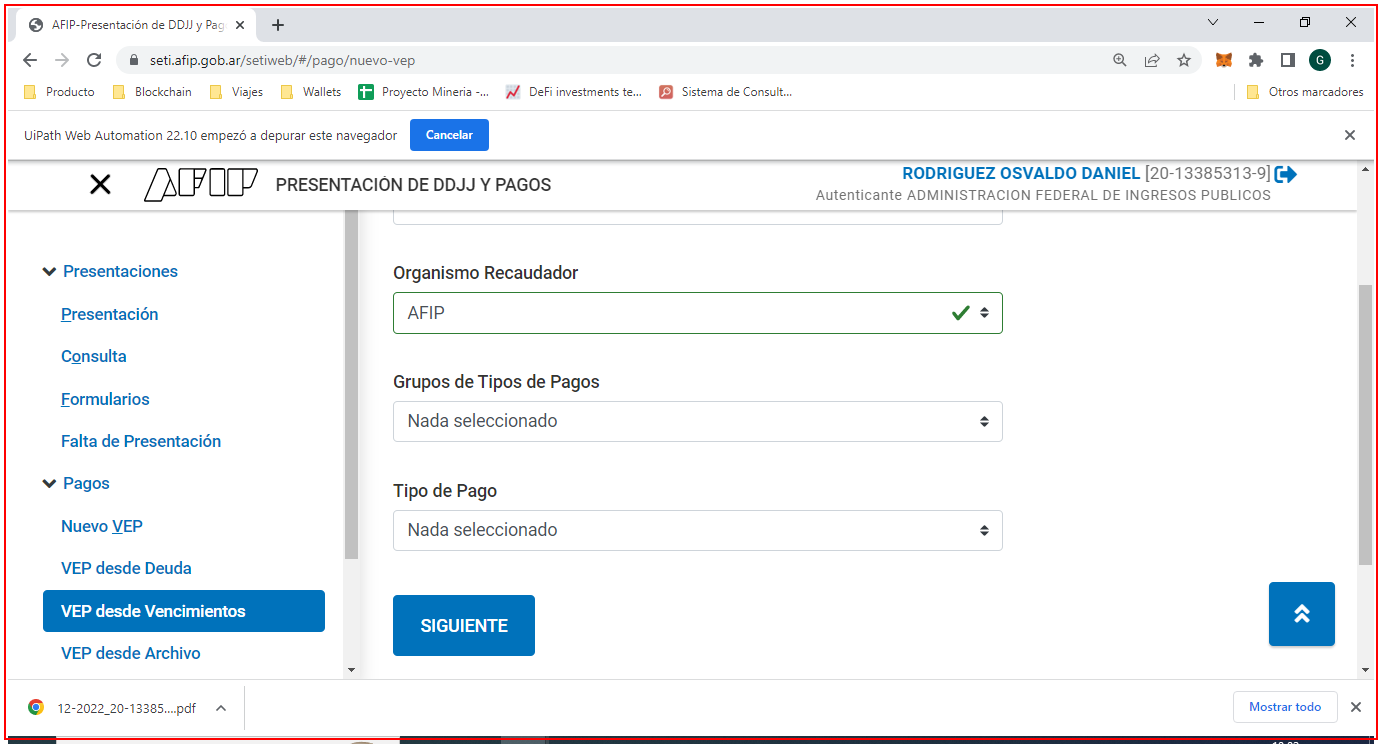 AFIP-Presentación de DDJJ y Pag
seti.afip.gob.ar/setiweb/#/pago/nuevo-vep
G
Producto Blockchain Viajes Wallets Proyecto Mineria -... DeFi investments te... Sistema de Consult... Otros marcadores
UiPath Web Automation 22.10 empezó a depurar este navegador Cancelar
AFIP PRESENTACIÓN DE DDJJ Y PAGOS
RODRIGUEZ OSVALDO DANIEL [20-13385313-9]
Autenticante ADMINISTRACION FEDERAL DE INGRESOS PUBLICOS
Presentaciones
Presentación
Consulta
Formularios
Falta de Presentación
Pagos
Nuevo VEP
VEP desde Deuda
VEP desde Vencimientos
VEP desde Archivo
Organismo Recaudador
AFIP
Grupos de Tipos de Pagos
Nada seleccionado
Tipo de Pago
Nada seleccionado
SIGUIENTE
12-2022_20-13385....pdf
Mostrar todo